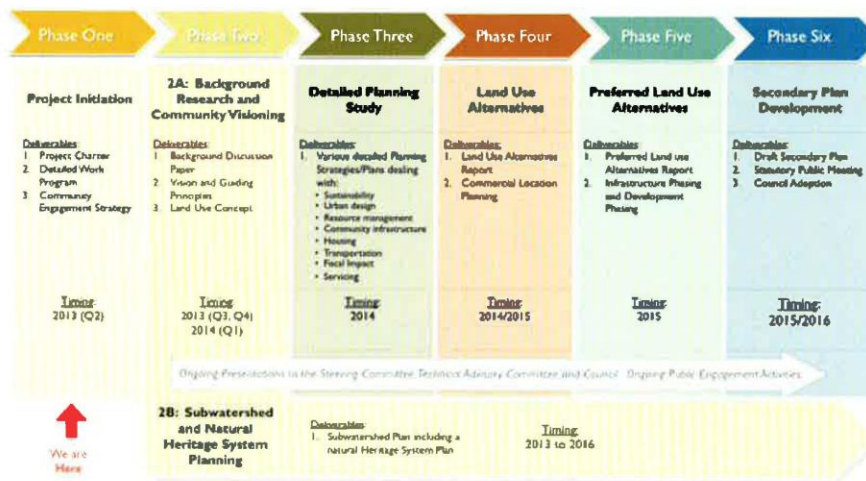 Phase One
Phase Two
Phase Three
Phase Four
Phase Five
Phase Six
Project Initiation
Deliverables:
1. Project Charter
2. Detailed Work
Program
3. Community
Engagement Strategy
Timing:
2013 (Q2)
2A: Background
Research and
Community Visioning
Deliverables:
1. Background Discussion
Paper
2. Vision and Guiding
Principles
3. Land Use Concept
Timing:
2013 (Q3, Q4)
2014 (Q1)
Detailed Planning
Study
Deliverables:
1. Various detailed Planning
Strategies/Plans dealing
with:
• Sustainability
• Urban design
• Resource management
• Community infrastructure
• Housing
• Transportation
• Fiscal Impact
• Servicing
Timing:
2014
Land Use
Alternatives
Deliverables:
1. Land Use Alternatives
Report
2. Commercial Location
Planning
Timing:
2014/2015
Preferred Land Use
Alternatives
Deliverables:
1. Preferred Land use
Alternatives Report
2. Infrastructure Phasing
and Development
Phasing
Timing:
2015
Secondary Plan
Development
Deliverables:
1. Draft Secondary Plan
2. Statutory Public Meeting
3. Council Adoption
Timing:
2015/2016
Ongoing Presentations to the Steering Committee, Technical Advisory Committee and Council. Ongoing Public Engagement Activities.
We are
Here
2B: Subwatershed
and Natural
Heritage System
Planning
Deliverables:
1. Subwatershed Plan including a
natural Heritage System Plan
Timing:
2013 to 2016